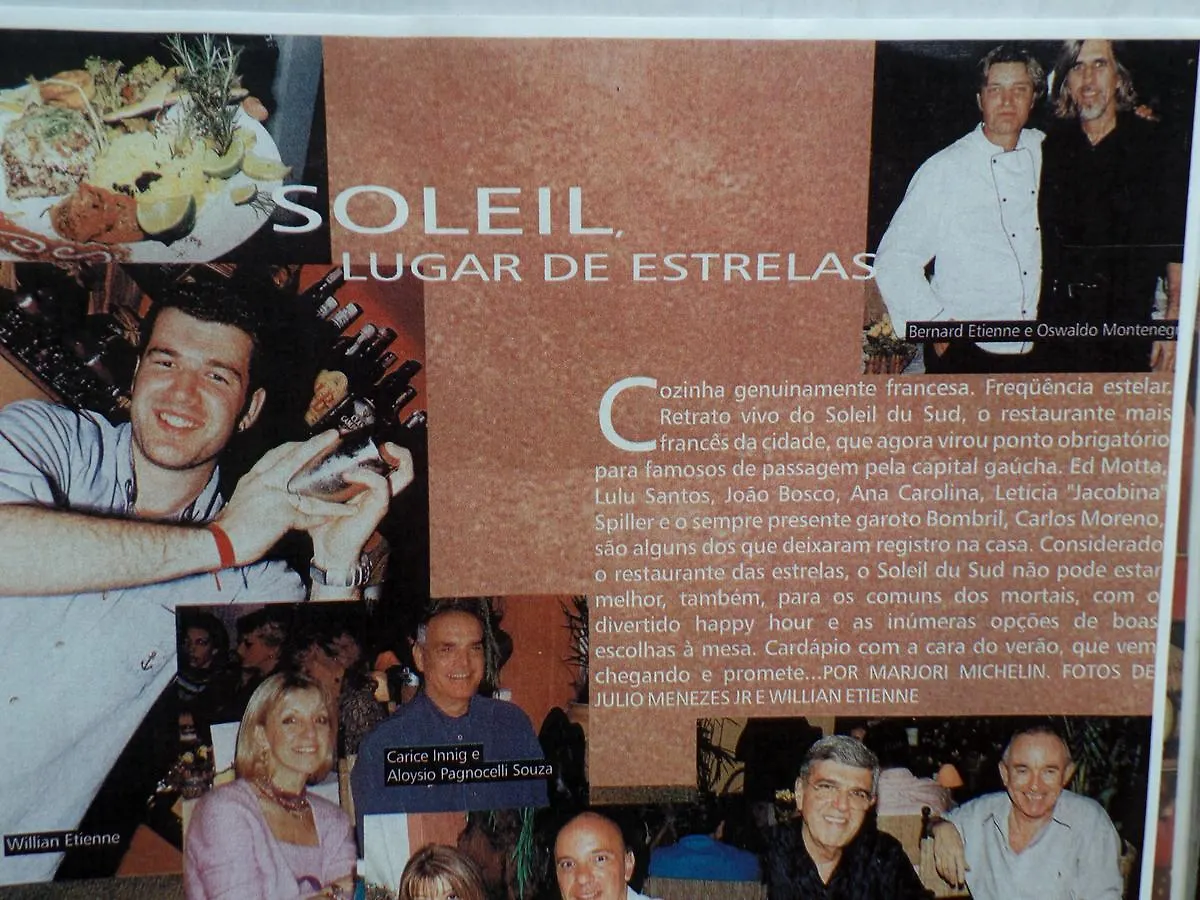 SOLEIL,
LUGAR DE ESTRELAS
Bernard Etienne e Oswaldo Monteneg
Cozinha genuinamente francesa. Freqüência estelar.
Retrato vivo do Soleil du Sud, o restaurante mais
francês da cidade, que agora virou ponto obrigatório
para famosos de passagem pela capital gaúcha. Ed Motta,
Lulu Santos, João Bosco, Ana Carolina, Letícia "Jacobina"
Spiller e o sempre presente garoto Bombril, Carlos Moreno,
são alguns dos que deixaram registro na casa. Considerado
o restaurante das estrelas, o Soleil du Sud não pode estar
melhor, também, para os comuns dos mortais, com o
divertido happy hour e as inúmeras opções de boas
escolhas à mesa. Cardápio com a cara do verão, que vem
chegando e promete...POR MARJORI MICHELIN. FOTOS DE
JULIO MENEZES JR E WILLIAN ETIENNE
Carice Innig e
Aloysio Pagnocelli Souza
Willian Etienne